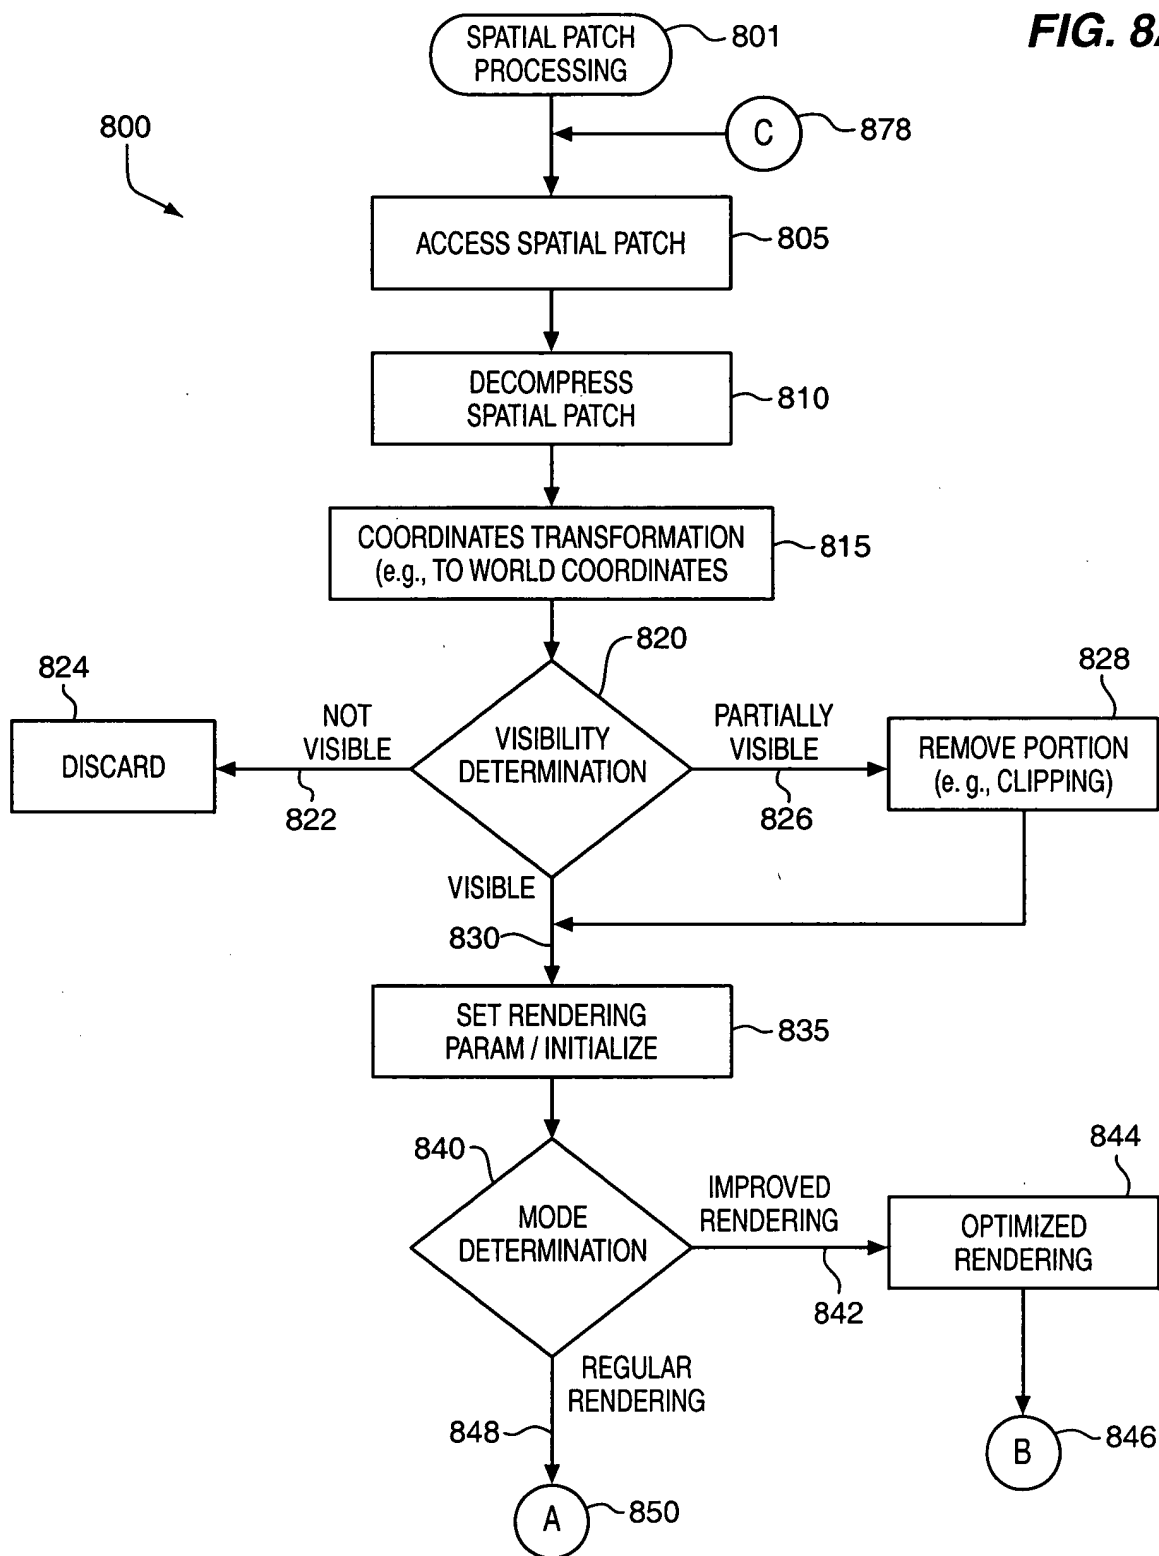 FIG. 8
SPATIAL PATCH
PROCESSING
801
800
C
878
ACCESS SPATIAL PATCH
805
DECOMPRESS
SPATIAL PATCH
810
COORDINATES TRANSFORMATION
(e.g., TO WORLD COORDINATES
815
820
824
828
NOT
VISIBLE
VISIBILITY
DETERMINATION
PARTIALLY
VISIBLE
DISCARD
REMOVE PORTION
(e. g., CLIPPING)
822
826
VISIBLE
830
SET RENDERING
PARAM / INITIALIZE
835
840
844
IMPROVED
RENDERING
MODE
DETERMINATION
OPTIMIZED
RENDERING
842
REGULAR
RENDERING
848
B
846
A
850